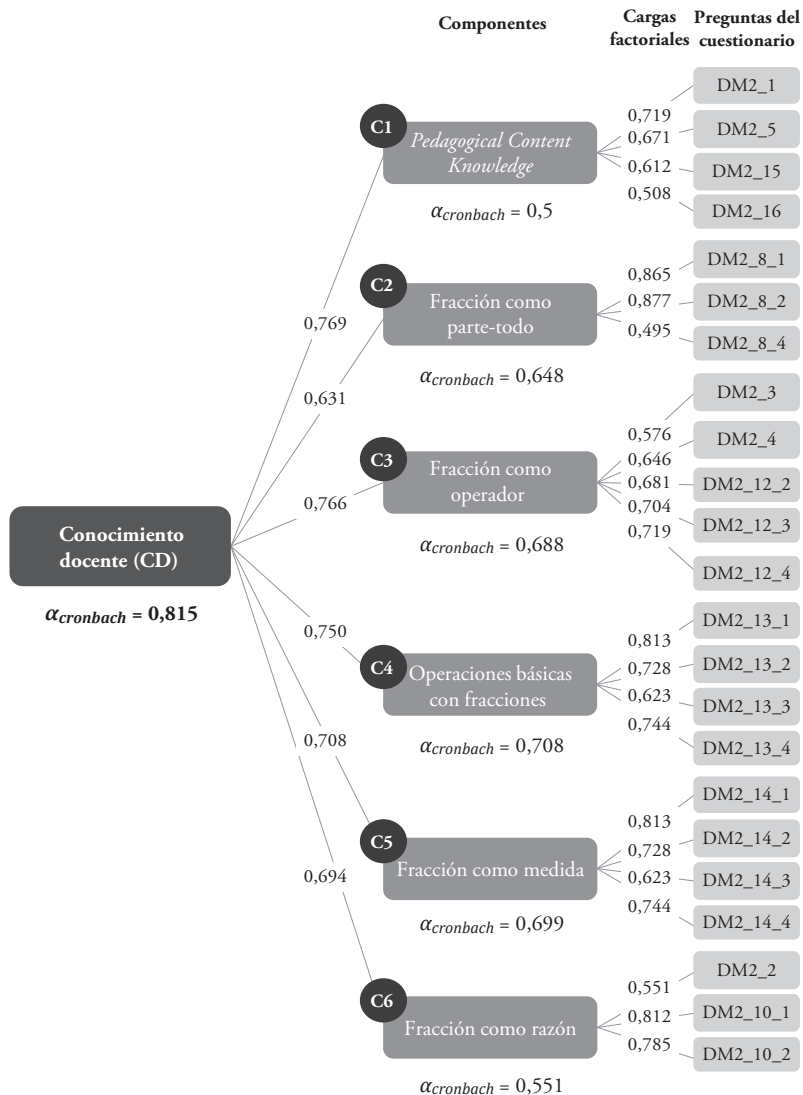 Componentes
Cargas
factoriales
Preguntas del
cuestionario
Conocimiento
docente (CD)
αcronbach = 0,815
0,769
0,631
0,766
0,750
0,708
0,694
C1
Pedagogical Content
Knowledge
αcronbach = 0,5
0,719
0,671
0,612
0,508
DM2_1
DM2_5
DM2_15
DM2_16
C2
Fracción como
parte-todo
αcronbach = 0,648
0,865
0,877
0,495
DM2_8_1
DM2_8_2
DM2_8_4
C3
Fracción como
operador
αcronbach = 0,688
0,576
0,646
0,681
0,704
0,719
DM2_3
DM2_4
DM2_12_2
DM2_12_3
DM2_12_4
C4
Operaciones básicas
con fracciones
αcronbach = 0,708
0,813
0,728
0,623
0,744
DM2_13_1
DM2_13_2
DM2_13_3
DM2_13_4
C5
Fracción como medida
αcronbach = 0,699
0,813
0,728
0,623
0,744
DM2_14_1
DM2_14_2
DM2_14_3
DM2_14_4
C6
Fracción como razón
αcronbach = 0,551
0,551
0,812
0,785
DM2_2
DM2_10_1
DM2_10_2